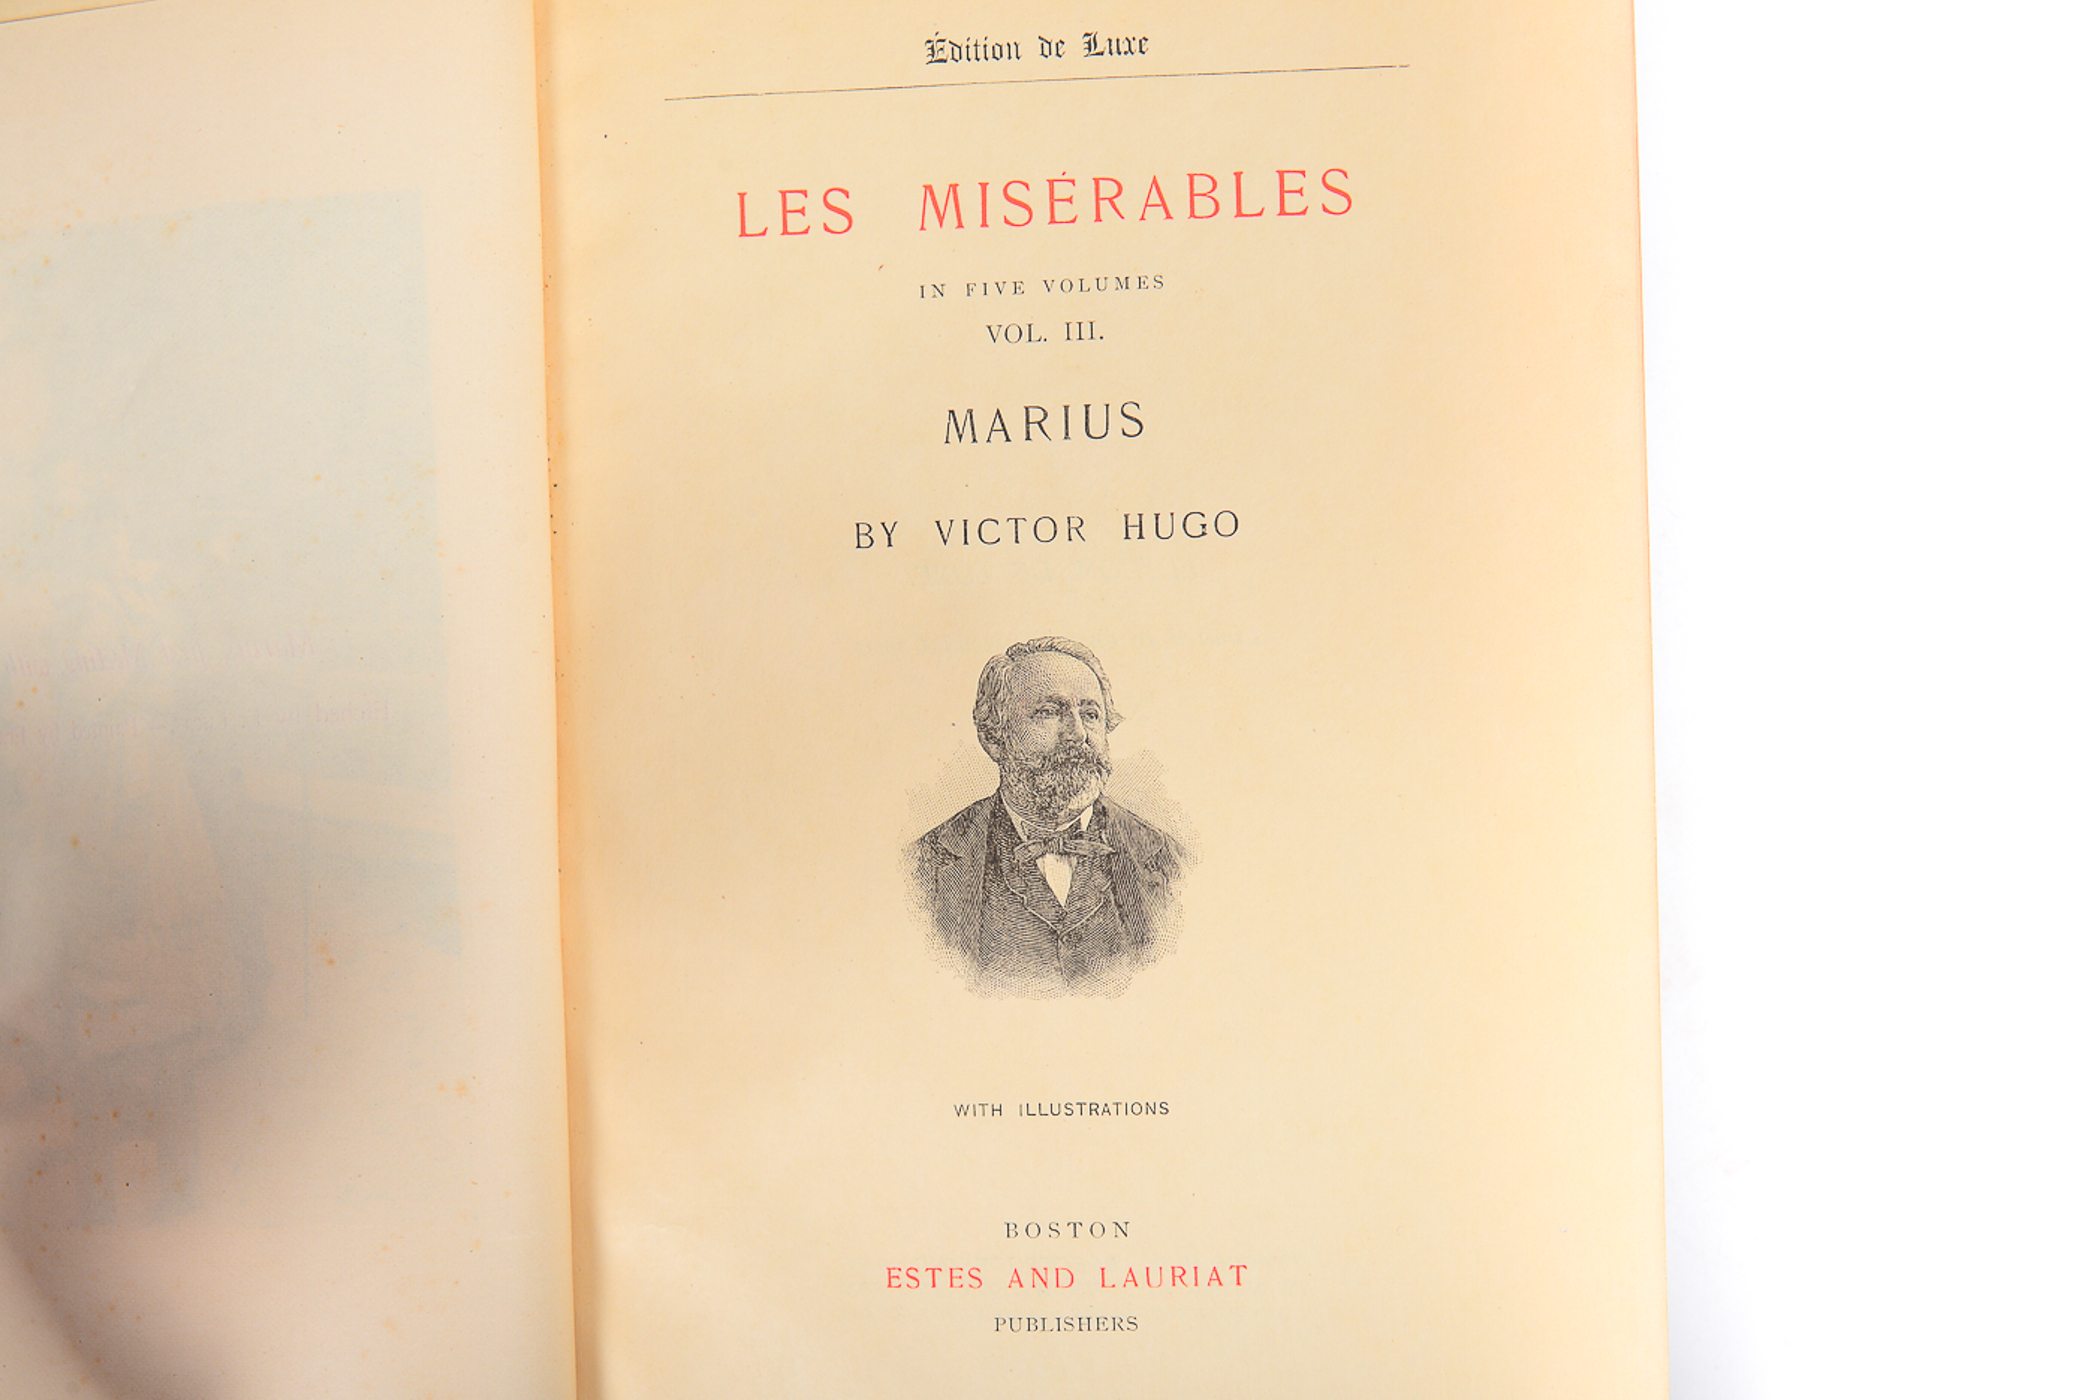 Édition de Luxe
LES MISÉRABLES
IN FIVE VOLUMES
VOL. III.
MARIUS
BY VICTOR HUGO
WITH ILLUSTRATIONS
BOSTON
ESTES AND LAURIAT
PUBLISHERS